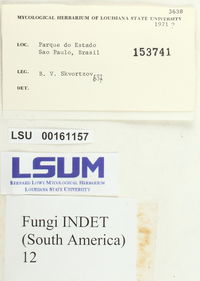 3638
MYCOLOGICAL HERBARIUM OF LOUISIANA STATE UNIVERSITY
1971
LOC. Parque do Estado
Sao Paulo, Brasil
153741
LEG. B. V. Skvortzov
DET.
LSU 00161157
LSUM
BERNARD LOWY MYCOLOGICAL HERBARIUM
LOUISIANA STATE UNIVERSITY
Fungi INDET
(South America)
12